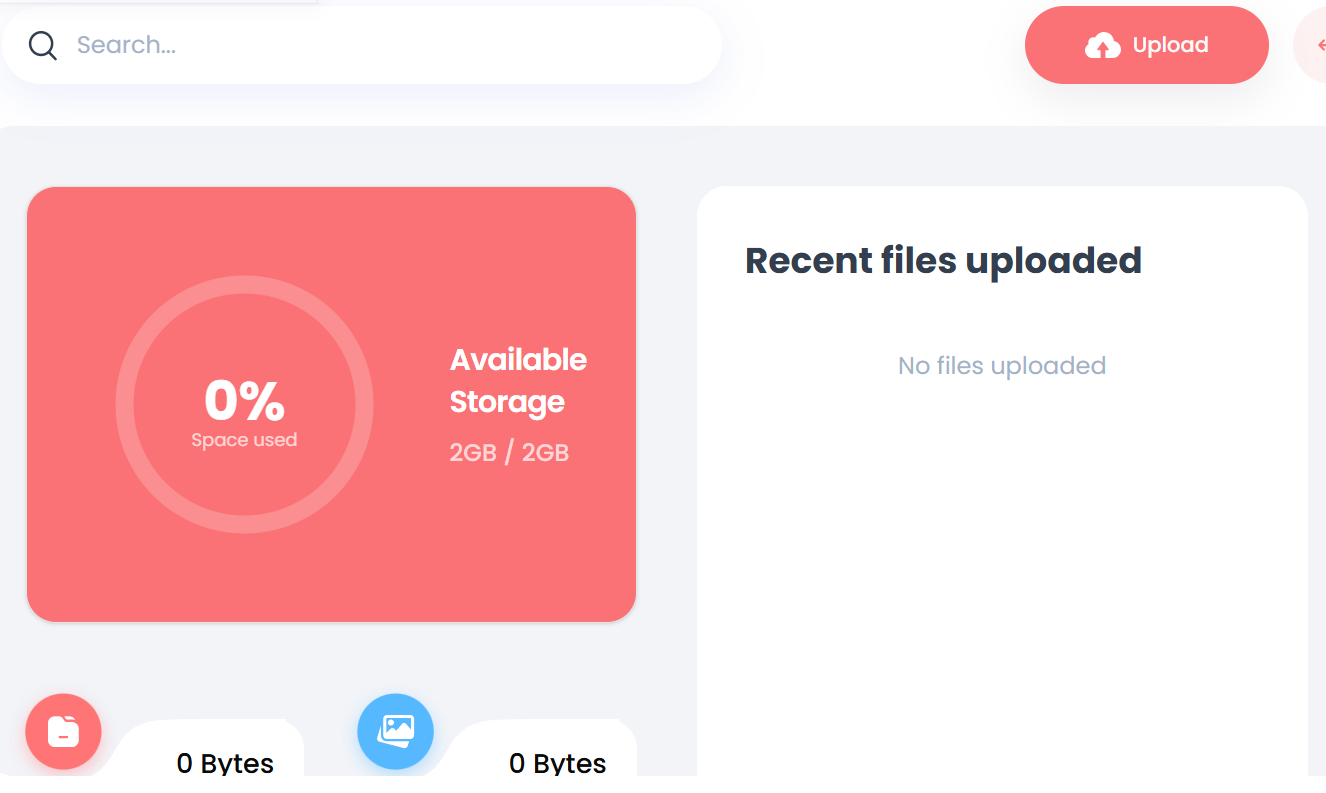 Search...
Upload
0%
Space used
Available
Storage
2GB / 2GB
Recent files uploaded
No files uploaded
0 Bytes
0 Bytes